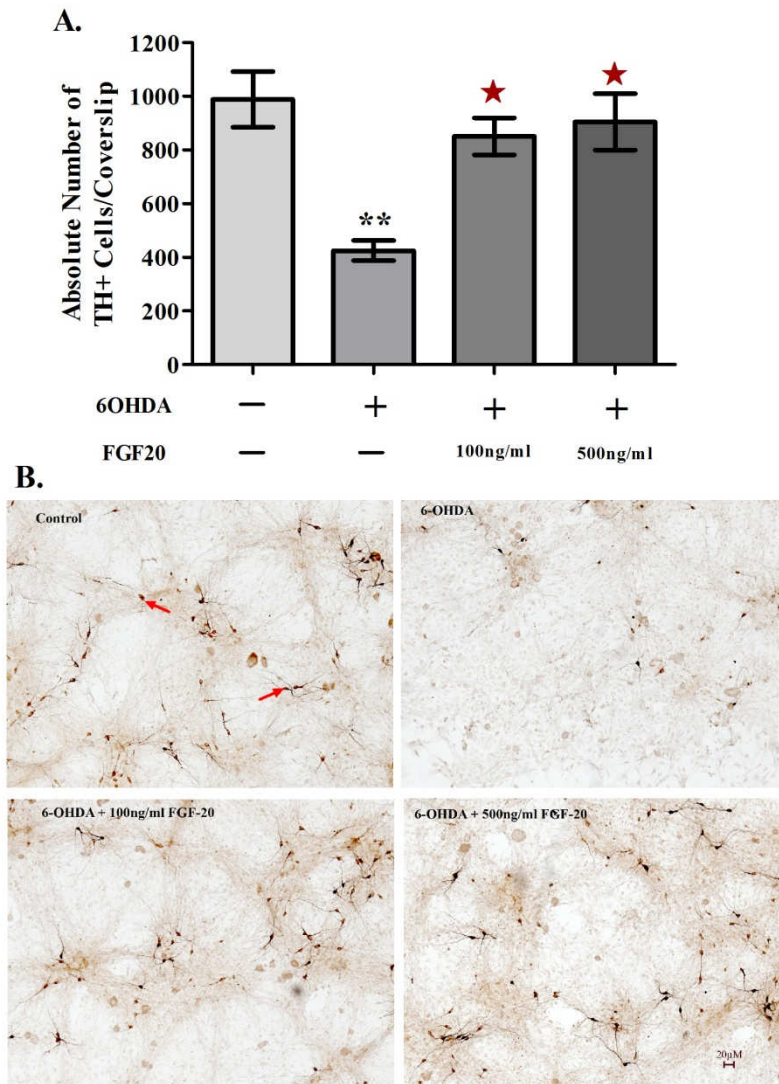 A.
1200
1000
800
600
400
200
0
Absolute Number of
TH+ Cells/Coverslip
**
6OHDA — + + +
FGF20 — — 100ng/ml 500ng/ml
B.
Control
6-OHDA
6-OHDA + 100ng/ml FGF-20
6-OHDA + 500ng/ml FGF-20
20µM